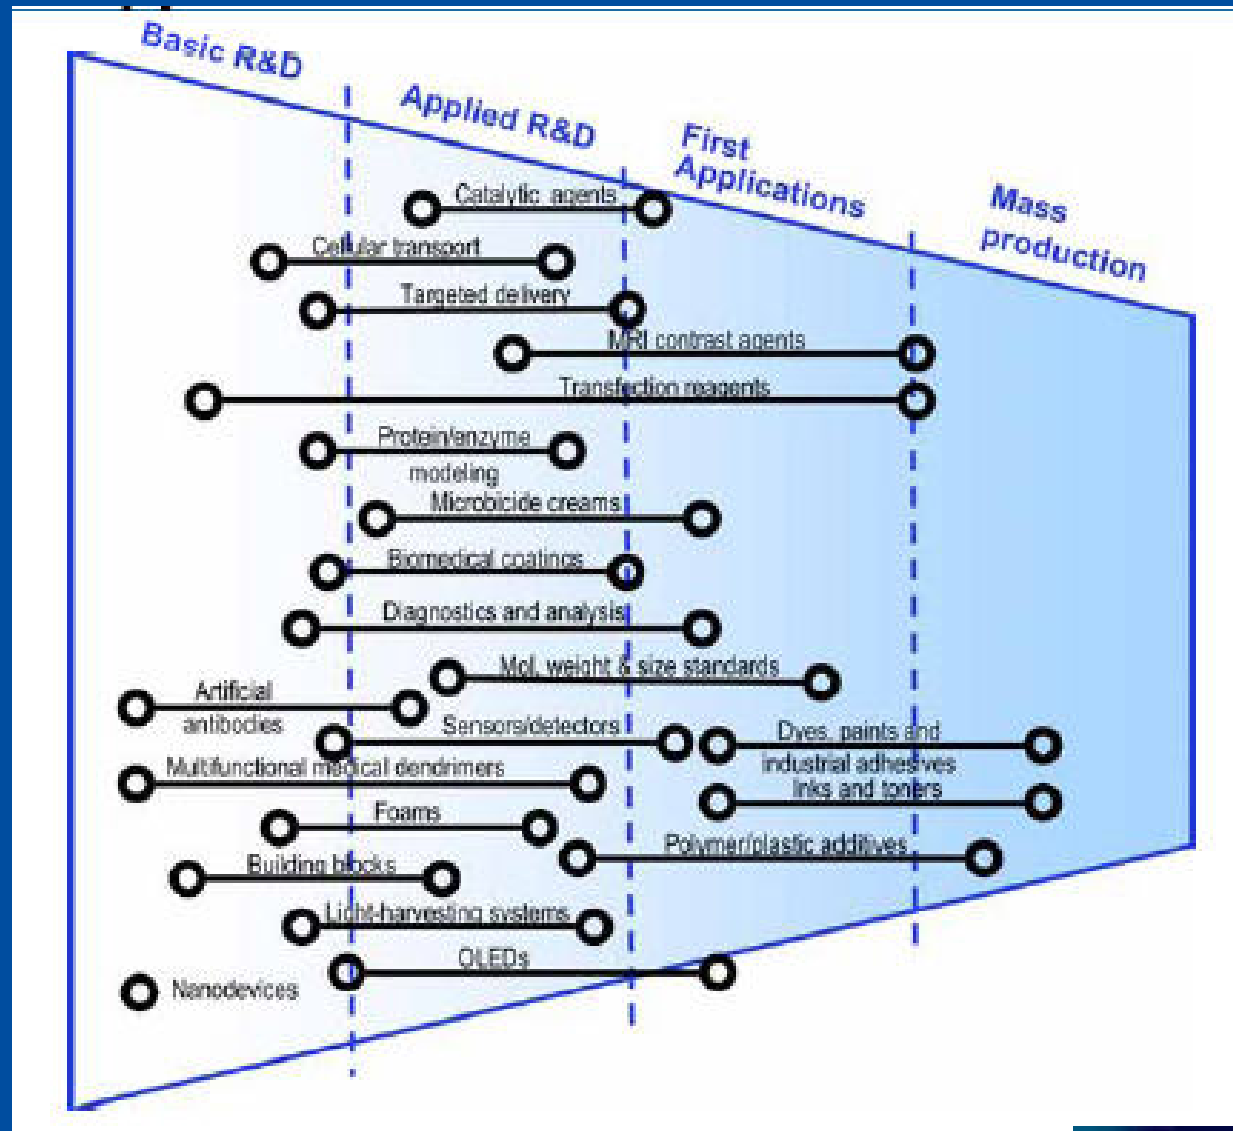 Basic R&D
Applied R&D
First
Applications
Mass
production
Catalytic agents
Cellular transport
Targeted delivery
MRI contrast agents
Transfection reagents
Protein/enzyme
modeling
Microbicide creams
Biomedical coatings
Diagnostics and analysis
Mol. weight & size standards
Artificial
antibodies
Sensors/detectors
Dyes, paints and
industrial adhesives
Multifunctional medical dendrimers
Inks and toners
Foams
Polymer/plastic additives
Building blocks
Light-harvesting systems
OLEDs
Nanodevices